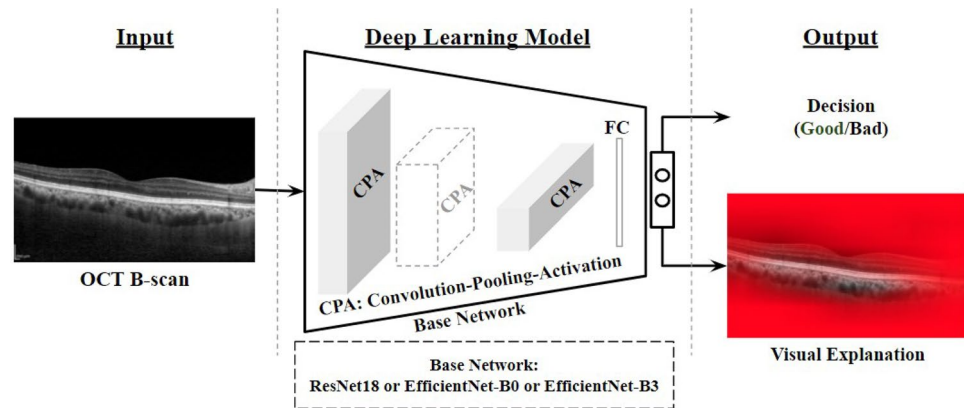 Input
Deep Learning Model
Output
CPA
CPA
CPA
FC
CPA: Convolution-Pooling-Activation
Base Network
OCT B-scan
Decision
(Good/Bad)
Visual Explanation
Base Network:
ResNet18 or EfficientNet-B0 or EfficientNet-B3